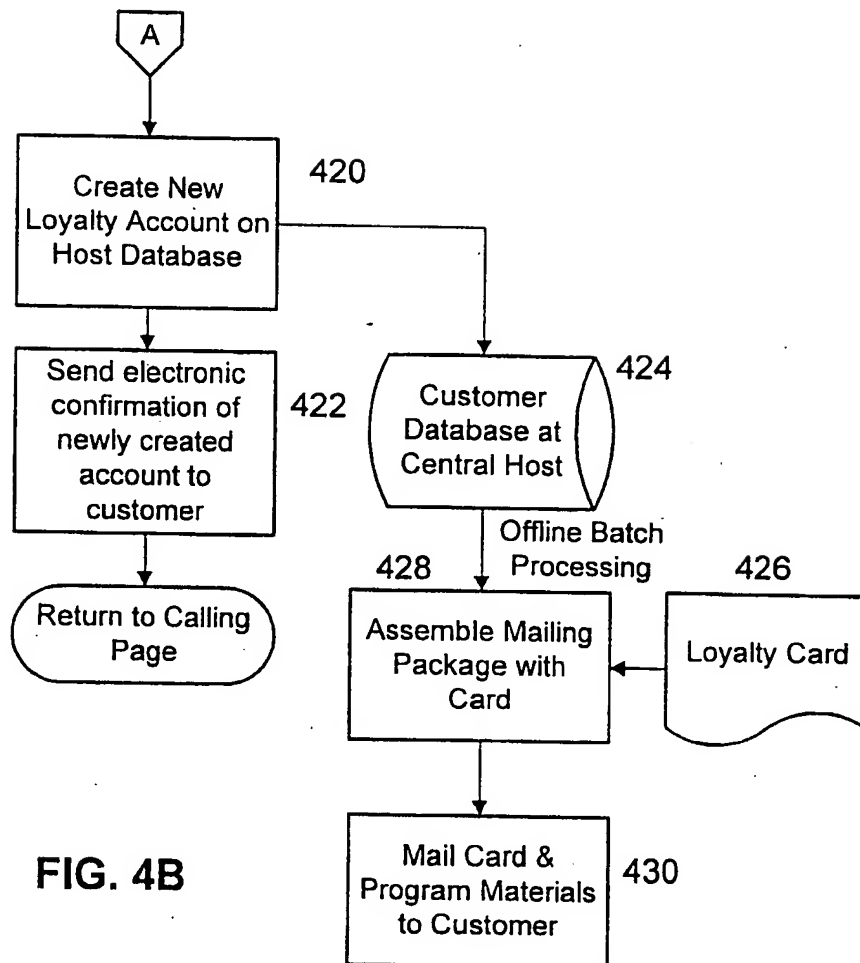 A
Create New
Loyalty Account on
Host Database
420
Send electronic
confirmation of
newly created
account to
customer
422
Customer
Database at
Central Host
424
Return to Calling
Page
Offline Batch
Processing
428
Assemble Mailing
Package with
Card
426
Loyalty Card
Mail Card &
Program Materials
to Customer
430
FIG. 4B